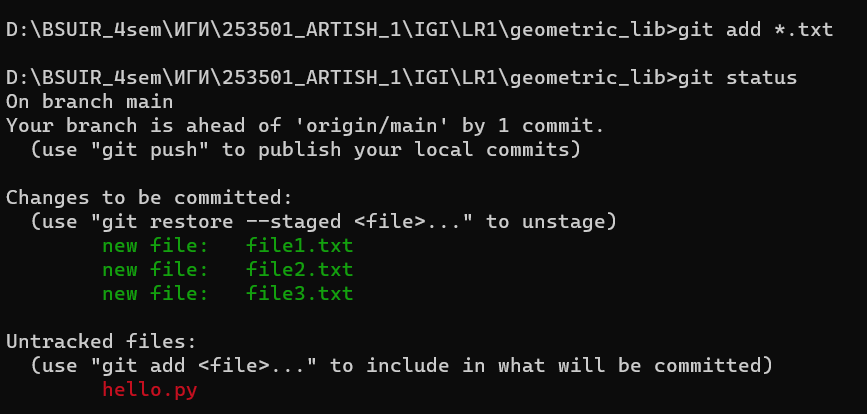 D:\BSUIR_4sem\ИГИ\253501_ARTISH_1\IGI\LR1\geometric_lib>git add *.txt
D:\BSUIR_4sem\ИГИ\253501_ARTISH_1\IGI\LR1\geometric_lib>git status
On branch main
Your branch is ahead of 'origin/main' by 1 commit.
  (use "git push" to publish your local commits)
Changes to be committed:
  (use "git restore --staged <file>..." to unstage)
        new file:   file1.txt
        new file:   file2.txt
        new file:   file3.txt
Untracked files:
  (use "git add <file>..." to include in what will be committed)
        hello.py